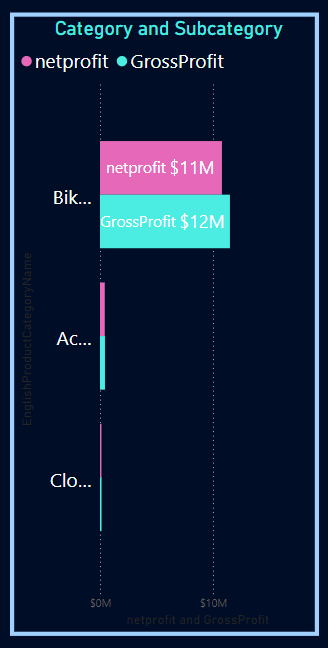 Category and Subcategory
netprofit GrossProfit
netprofit $11M
Bik...
GrossProfit $12M
EnglishProductCategoryName
Ac...
Clo...
$0M $10M
netprofit and GrossProfit